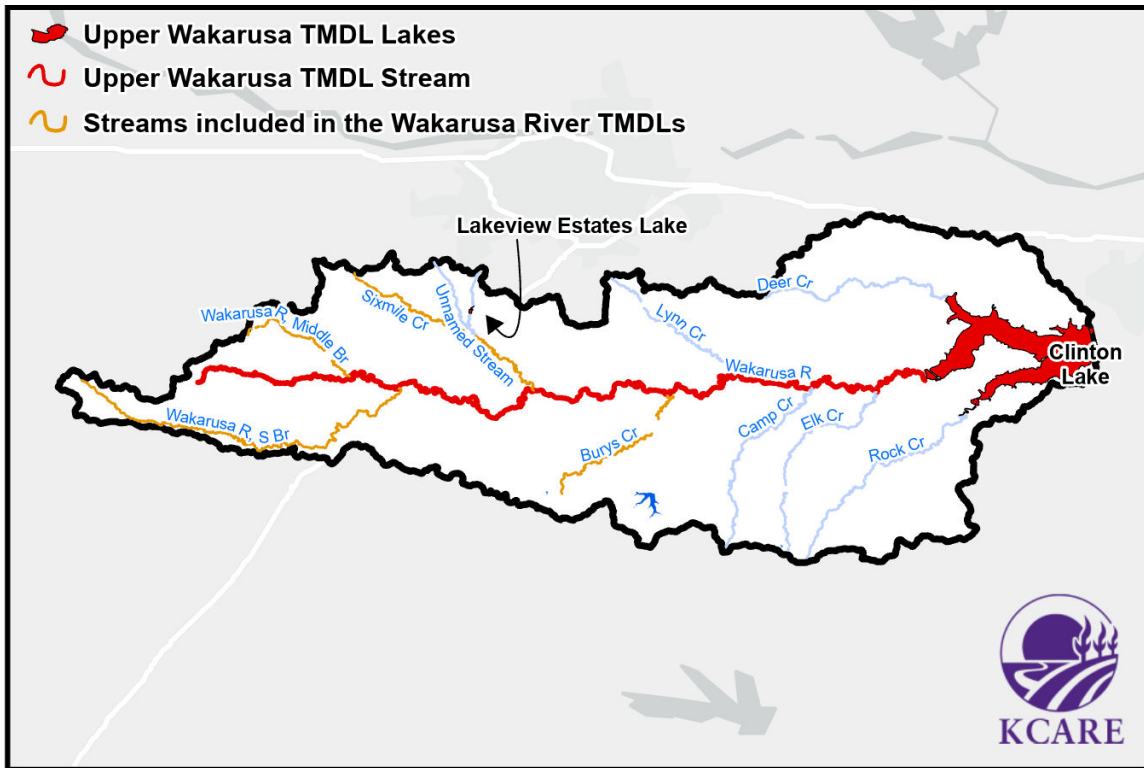 Upper Wakarusa TMDL Lakes
Upper Wakarusa TMDL Stream
Streams included in the Wakarusa River TMDLs
Lakeview Estates Lake
Deer Cr
Wakarusa R, Middle Br
Sixmile Cr
Unnamed Stream
Lynn Cr
Clinton
Lake
Wakarusa R
Wakarusa R, S Br
Burys Cr
Camp Cr
Elk Cr
Rock Cr
KCARE